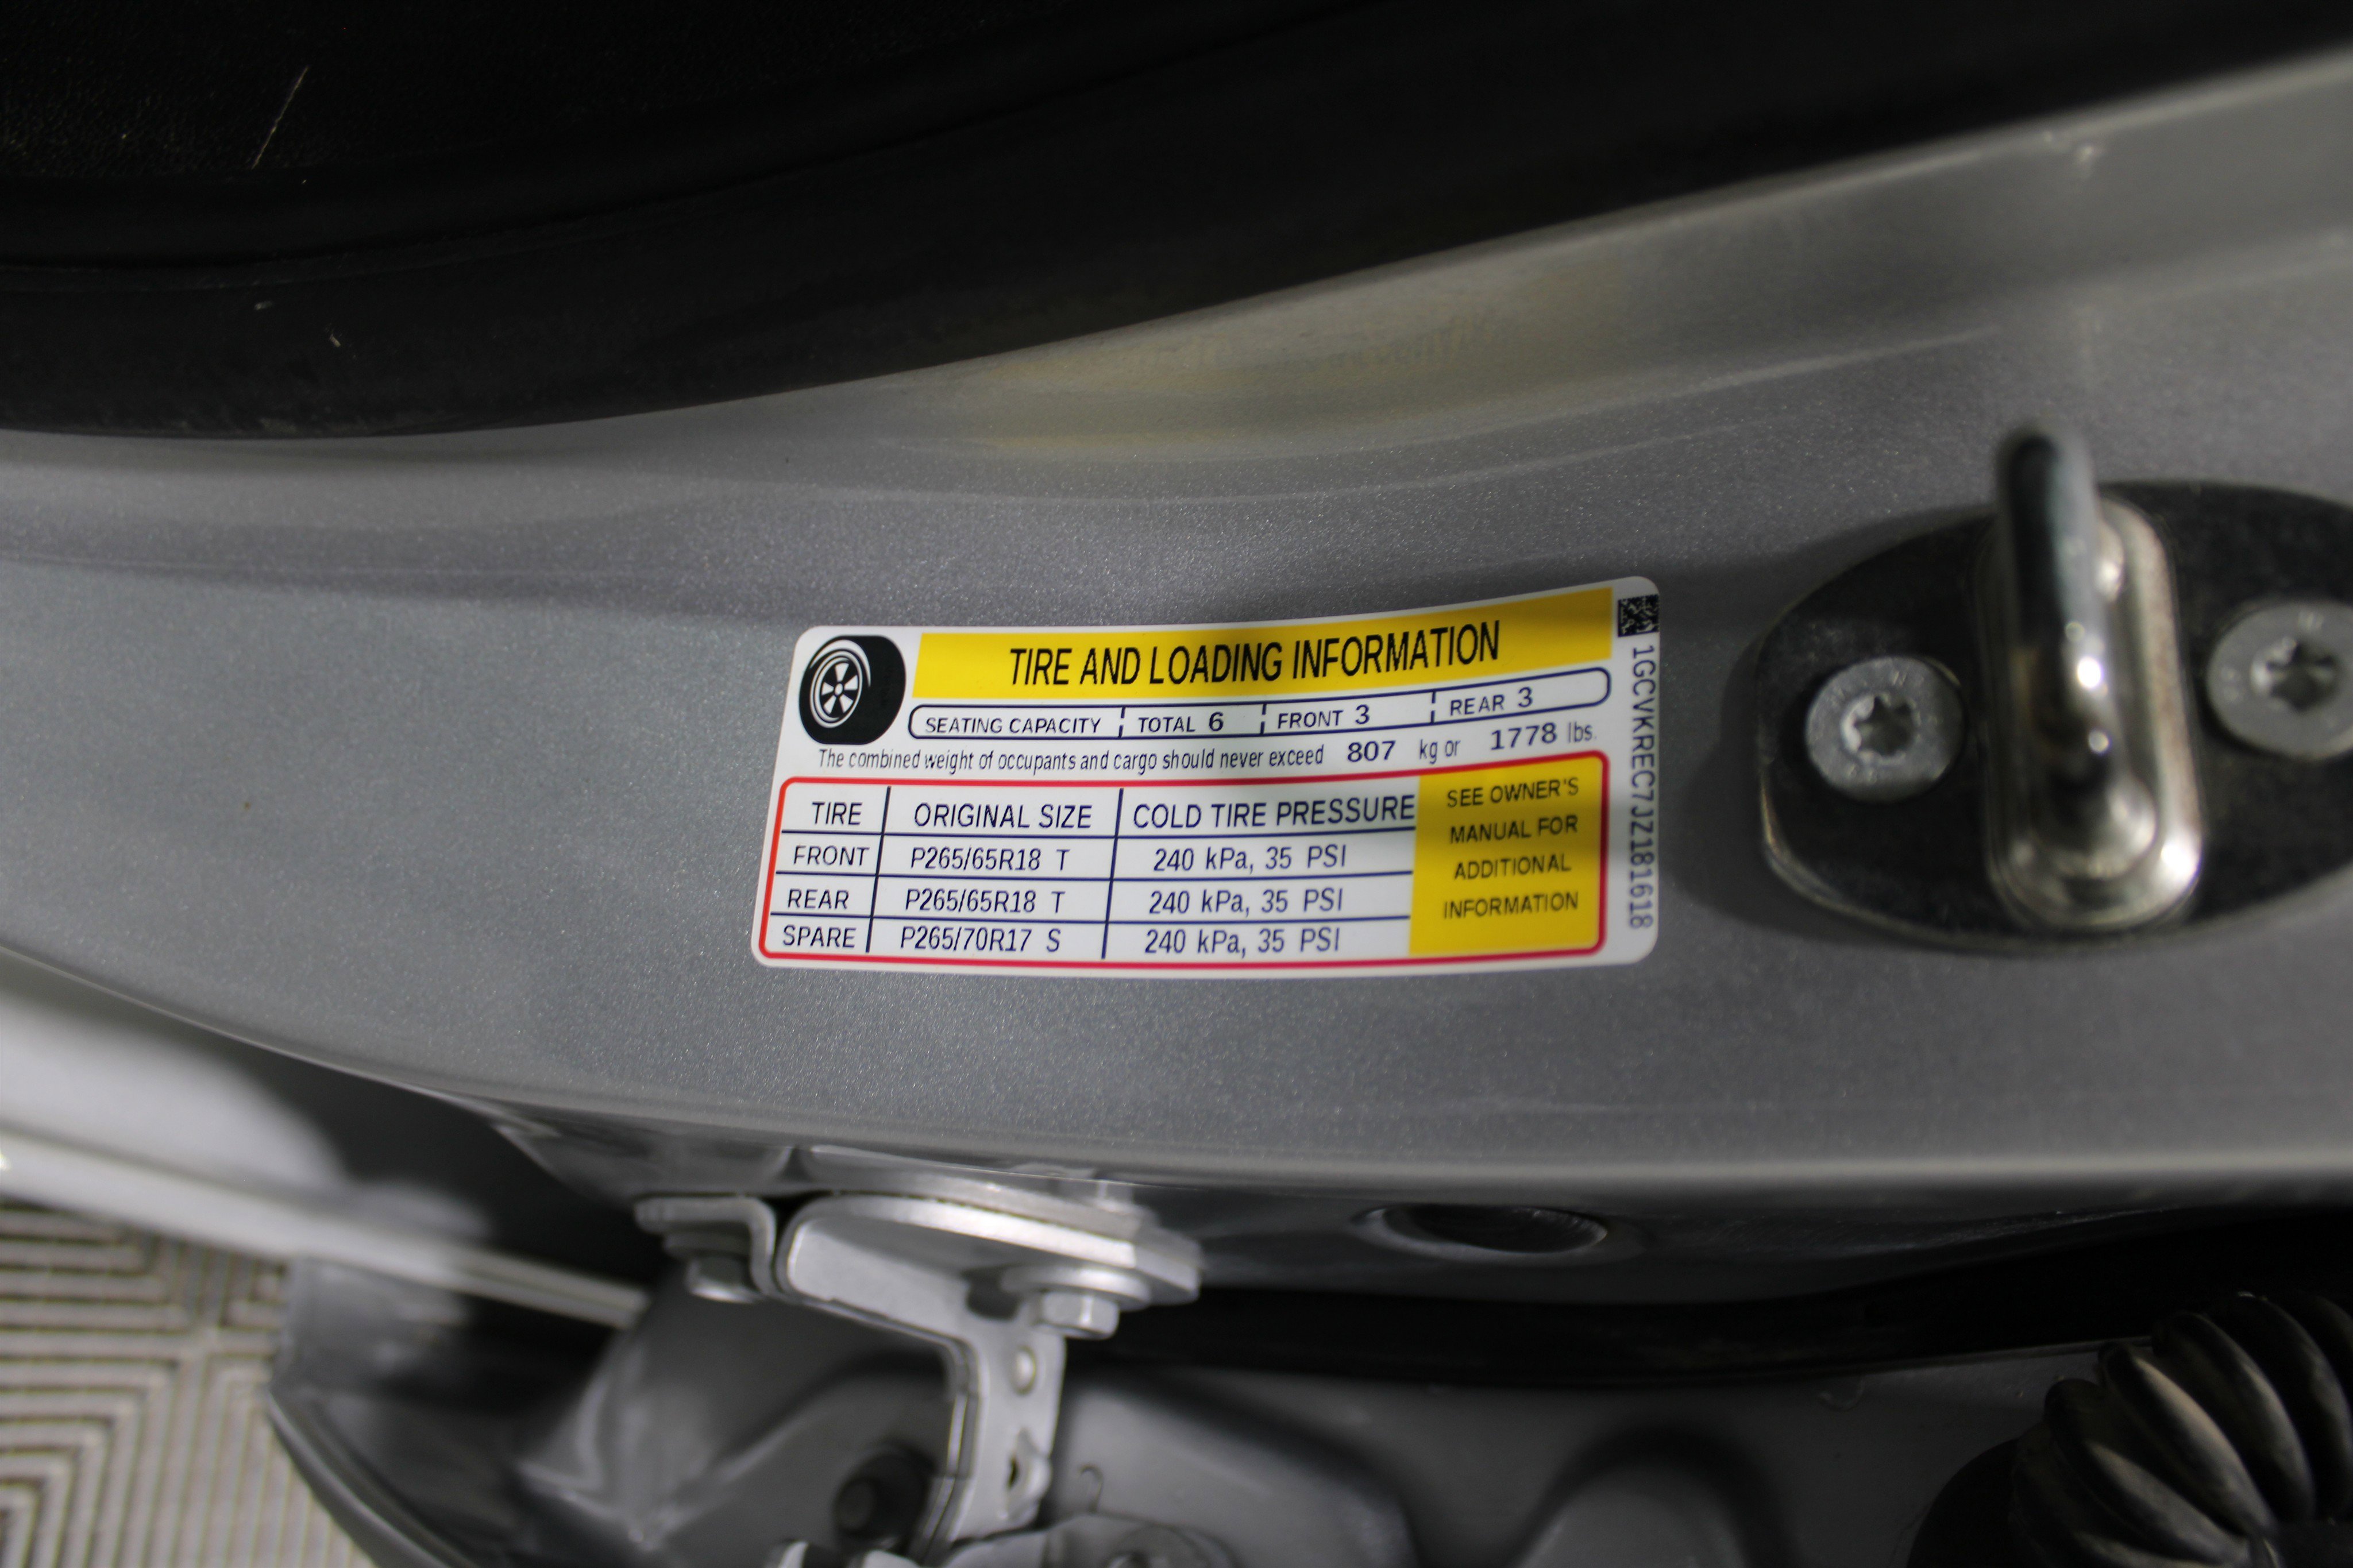 TIRE AND LOADING INFORMATION
SEATING CAPACITY TOTAL 6 FRONT 3 REAR 3
The combined weight of occupants and cargo should never exceed 807 kg or 1778 lbs.
TIRE ORIGINAL SIZE COLD TIRE PRESSURE
FRONT P265/65R18 T 240 kPa, 35 PSI
REAR P265/65R18 T 240 kPa, 35 PSI
SPARE P265/70R17 S 240 kPa, 35 PSI
SEE OWNER'S
MANUAL FOR
ADDITIONAL
INFORMATION
1GCVKREC7JZ181618